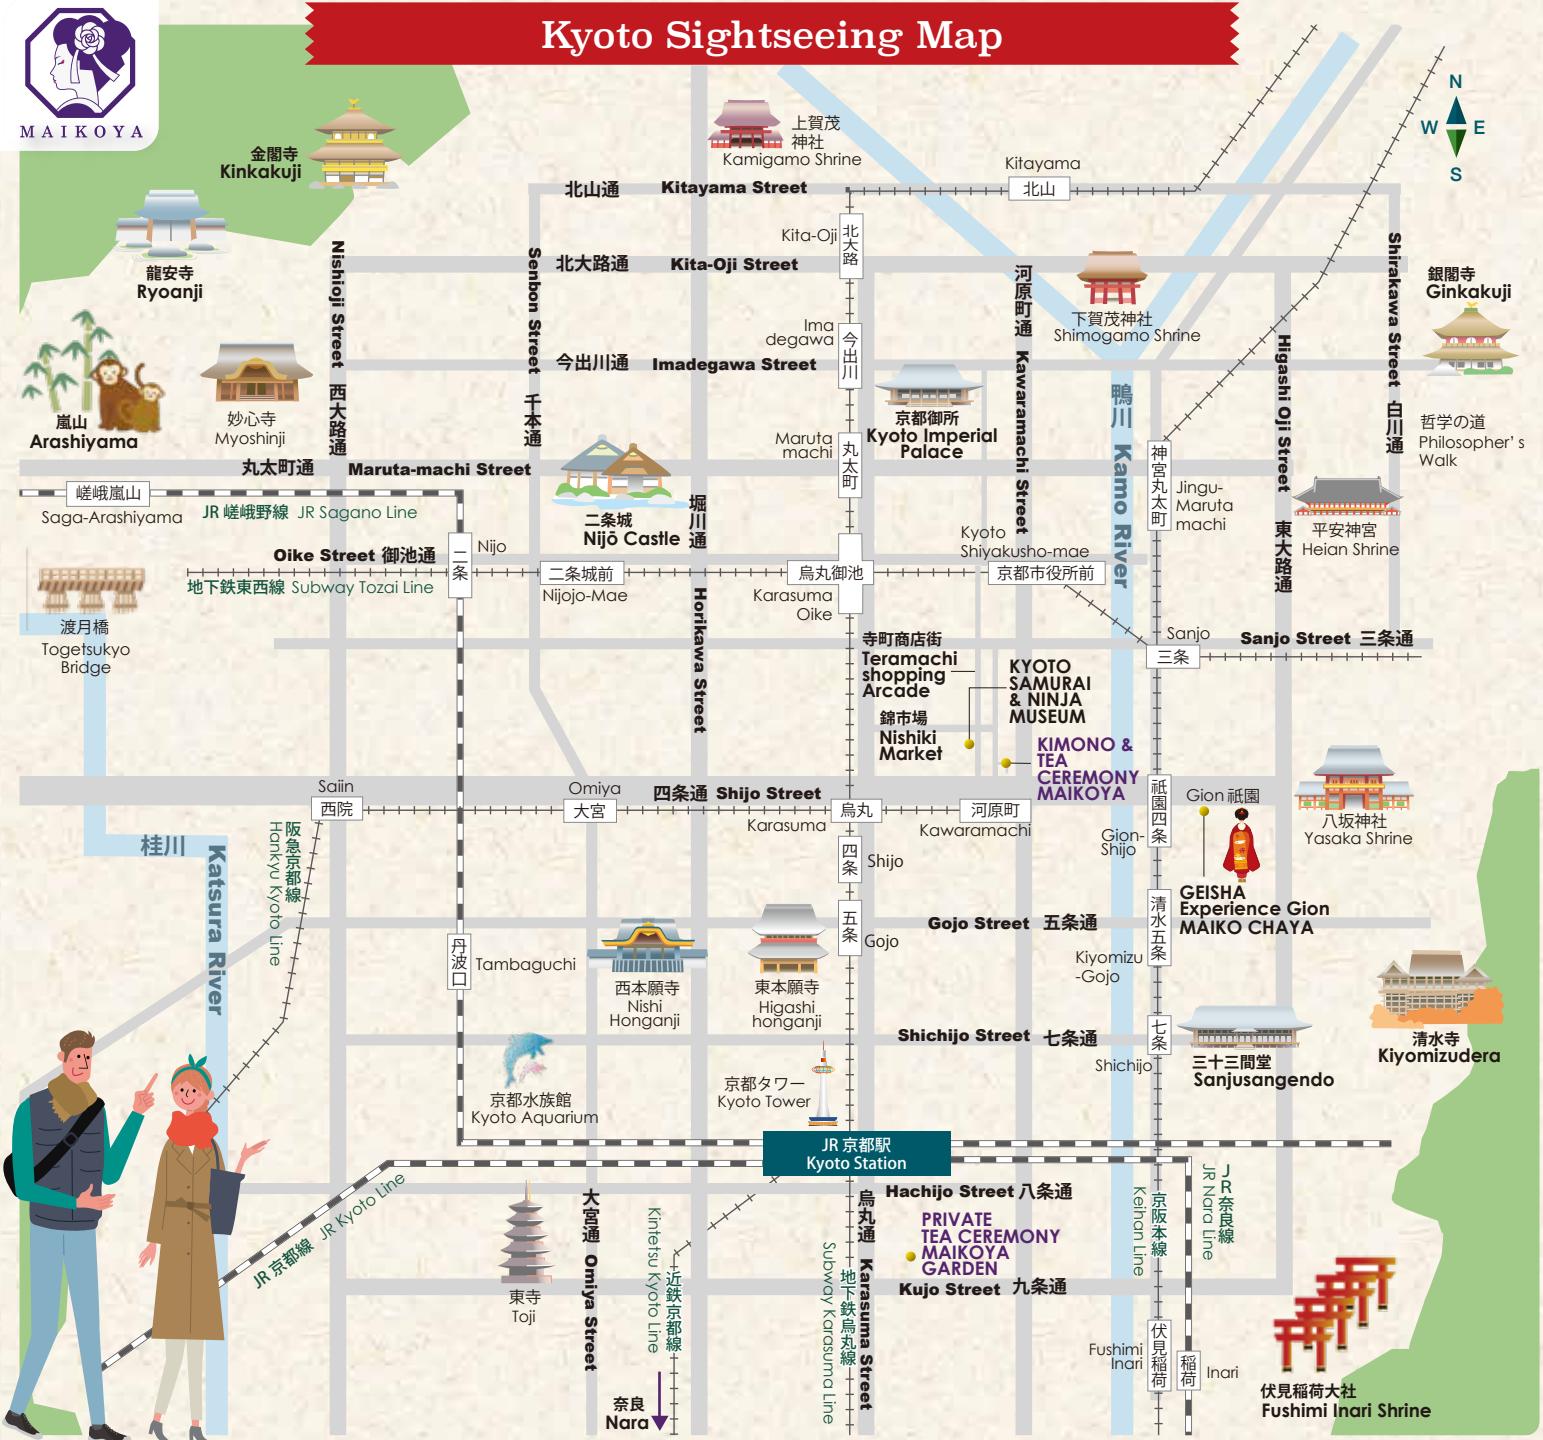 Kyoto Sightseeing Map
MAIKOYA
N
W E
S
金閣寺
Kinkakuji
上賀茂
神社
Kamigamo Shrine
Kitayama
北山
北山通 Kitayama Street
龍安寺
Ryoanji
Nishioji Street 西大路通
Senbon Street 千本通
北大路通 Kita-Oji Street
Kita-Oji
北大路
河原町通 Kawaramachi Street
下賀茂神社
Shimogamo Shrine
Shirakawa Street 白川通
銀閣寺
Ginkakuji
Higashi Oji Street 東大路通
嵐山
Arashiyama
妙心寺
Myoshinji
今出川通 Imadegawa Street
Ima
degawa
今出川
京都御所
Kyoto Imperial
Palace
鴨川 Kamo River
哲学の道
Philosopher's
Walk
丸太町通 Maruta-machi Street
Maruta
machi
丸太町
神宮丸太町
Jingu-
Maruta
machi
平安神宮
Heian Shrine
嵯峨嵐山
Saga-Arashiyama
JR 嵯峨野線 JR Sagano Line
二条城
Nijō Castle
堀川通 Horikawa Street
Oike Street 御池通
地下鉄東西線 Subway Tozai Line
二条
Nijo
二条城前
Nijojo-Mae
烏丸御池
Karasuma
Oike
Kyoto
Shiyakusho-mae
京都市役所前
渡月橋
Togetsukyo
Bridge
Sanjo
三条
Sanjo Street 三条通
寺町商店街
Teramachi
shopping
Arcade
KYOTO
SAMURAI
& NINJA
MUSEUM
錦市場
Nishiki
Market
KIMONO &
TEA
CEREMONY
MAIKOYA
Saiin
西院
Omiya
大宮
四条通 Shijo Street
Karasuma
烏丸
河原町
Kawaramachi
四条
Shijo
祇園四条
Gion-
Shijo
Gion 祇園
八坂神社
Yasaka Shrine
GEISHA
Experience Gion
MAIKO CHAYA
桂川 Katsura River
阪急京都線
Hankyu Kyoto Line
五条
Gojo
Gojo Street 五条通
清水五条
Kiyomizu
-Gojo
丹波口
Tambaguchi
西本願寺
Nishi
Honganji
東本願寺
Higashi
honganji
清水寺
Kiyomizudera
Shichijo Street 七条通
七条
Shichijo
三十三間堂
Sanjusangendo
京都水族館
Kyoto Aquarium
京都タワー
Kyoto Tower
JR 京都駅
Kyoto Station
JR 京都線 JR Kyoto Line
Hachijo Street 八条通
PRIVATE
TEA CEREMONY
MAIKOYA
GARDEN
Kujo Street 九条通
東寺
Toji
大宮通 Omiya Street
Kintetsu Kyoto Line
近鉄京都線
奈良
Nara
Subway Karasuma Line
地下鉄烏丸線
烏丸通 Karasuma Street
Keihan Line
京阪本線
JR Nara Line
JR奈良線
Fushimi
Inari
伏見稲荷
稲荷
Inari
伏見稲荷大社
Fushimi Inari Shrine